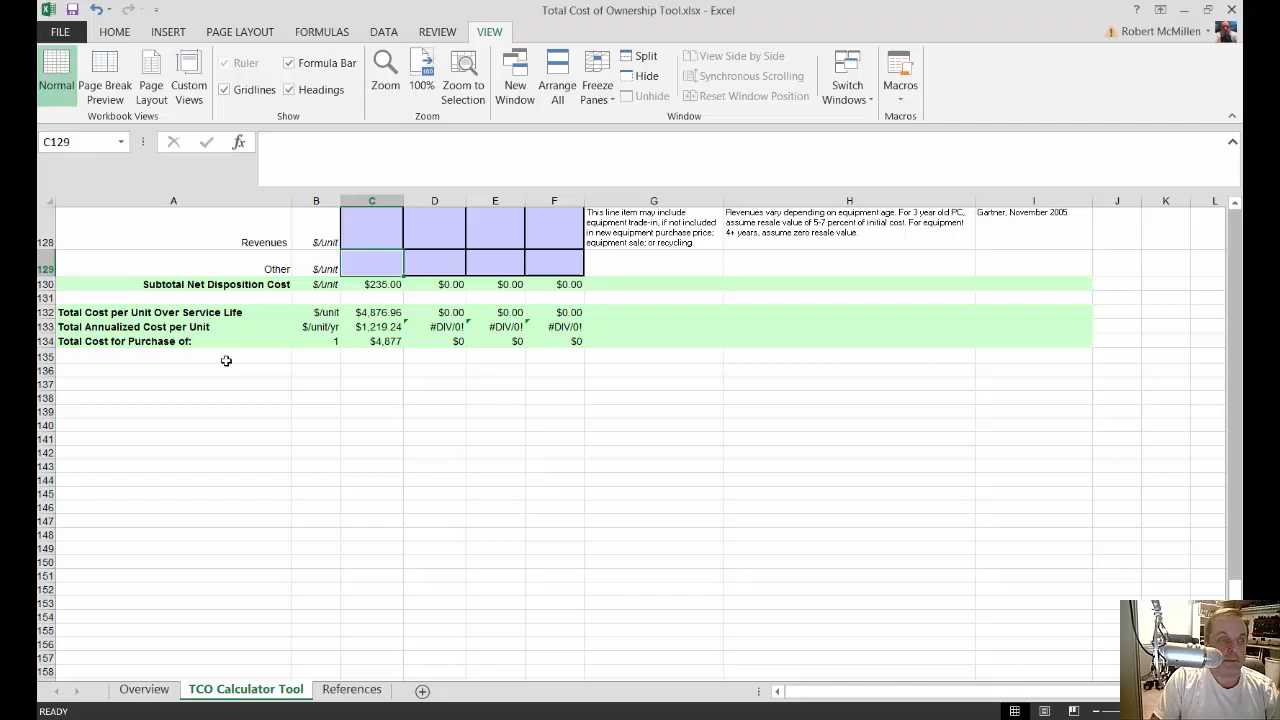 Total Cost of Ownership Tool.xlsx - Excel
FILE HOME INSERT PAGE LAYOUT FORMULAS DATA REVIEW VIEW Robert McMillen
Normal Page Break Preview Page Layout Custom Views
Workbook Views
Ruler Formula Bar
Gridlines Headings
Show
Zoom 100% Zoom to Selection
Zoom
New Window Arrange All Freeze Panes
Split
Hide
Unhide
View Side by Side
Synchronous Scrolling
Reset Window Position
Window
Switch Windows
Macros
Macros
C129 fx
A B C D E F G H I J K L
128 Revenues $/unit This line item may include equipment trade-in, if not included in new equipment purchase price; equipment sale; or recycling Revenues vary depending on equipment age. For 3 year old PC, assume resale value of 5-7 percent of initial cost. For equipment 4+ years, assume zero resale value. Gartner, November 2005
129 Other $/unit
130 Subtotal Net Disposition Cost $/unit $235.00 $0.00 $0.00 $0.00
131
132 Total Cost per Unit Over Service Life $/unit $4,876.96 $0.00 $0.00 $0.00
133 Total Annualized Cost per Unit $/unit/yr $1,219.24 #DIV/0! #DIV/0! #DIV/0!
134 Total Cost for Purchase of: 1 $4,877 $0 $0 $0
135
136
137
138
139
140
141
142
143
144
145
146
147
148
149
150
151
152
153
154
155
156
157
158
Overview TCO Calculator Tool References
READY